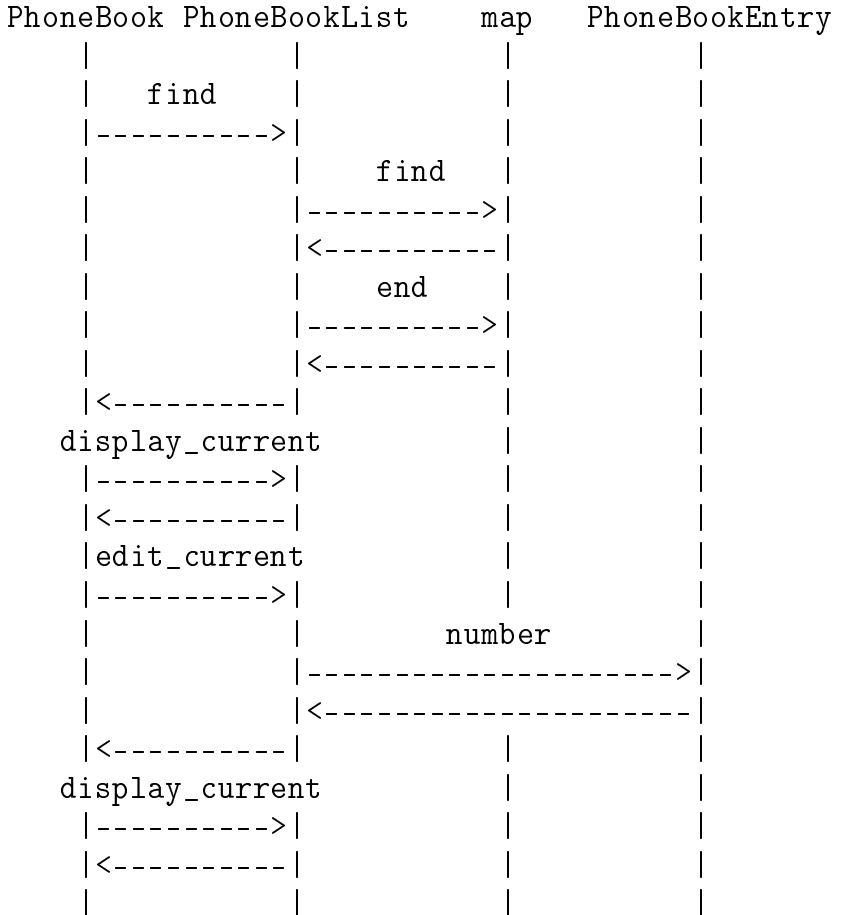 PhoneBook PhoneBookList map PhoneBookEntry
find
find
end
display_current
edit_current
number
display_current